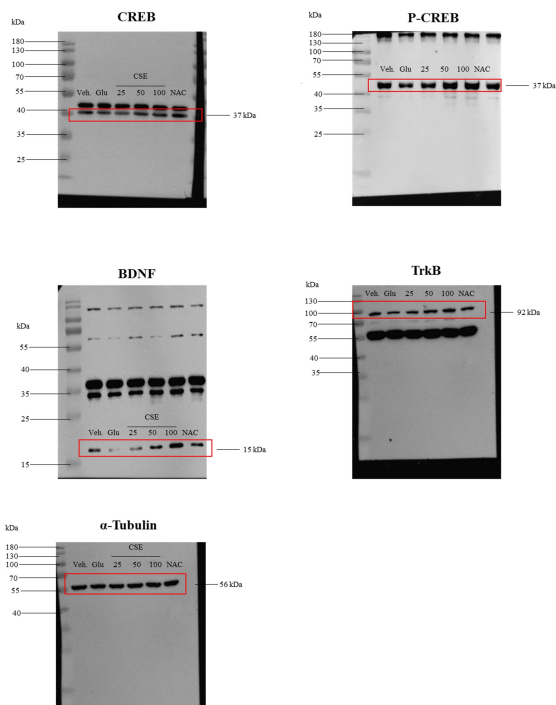 CREB
kDa
180
130
100
70
55
40
35
25
CSE
Veh. Glu 25 50 100 NAC
37 kDa
P-CREB
kDa
180
130
100
70
55
40
35
25
Veh. Glu 25 50 100 NAC
37 kDa
BDNF
kDa
55
40
35
25
15
CSE
Veh. Glu 25 50 100 NAC
15 kDa
TrkB
kDa
130
100
70
55
40
35
Veh. Glu 25 50 100 NAC
92 kDa
α-Tubulin
kDa
180
130
100
70
55
40
CSE
Veh. Glu 25 50 100 NAC
56 kDa